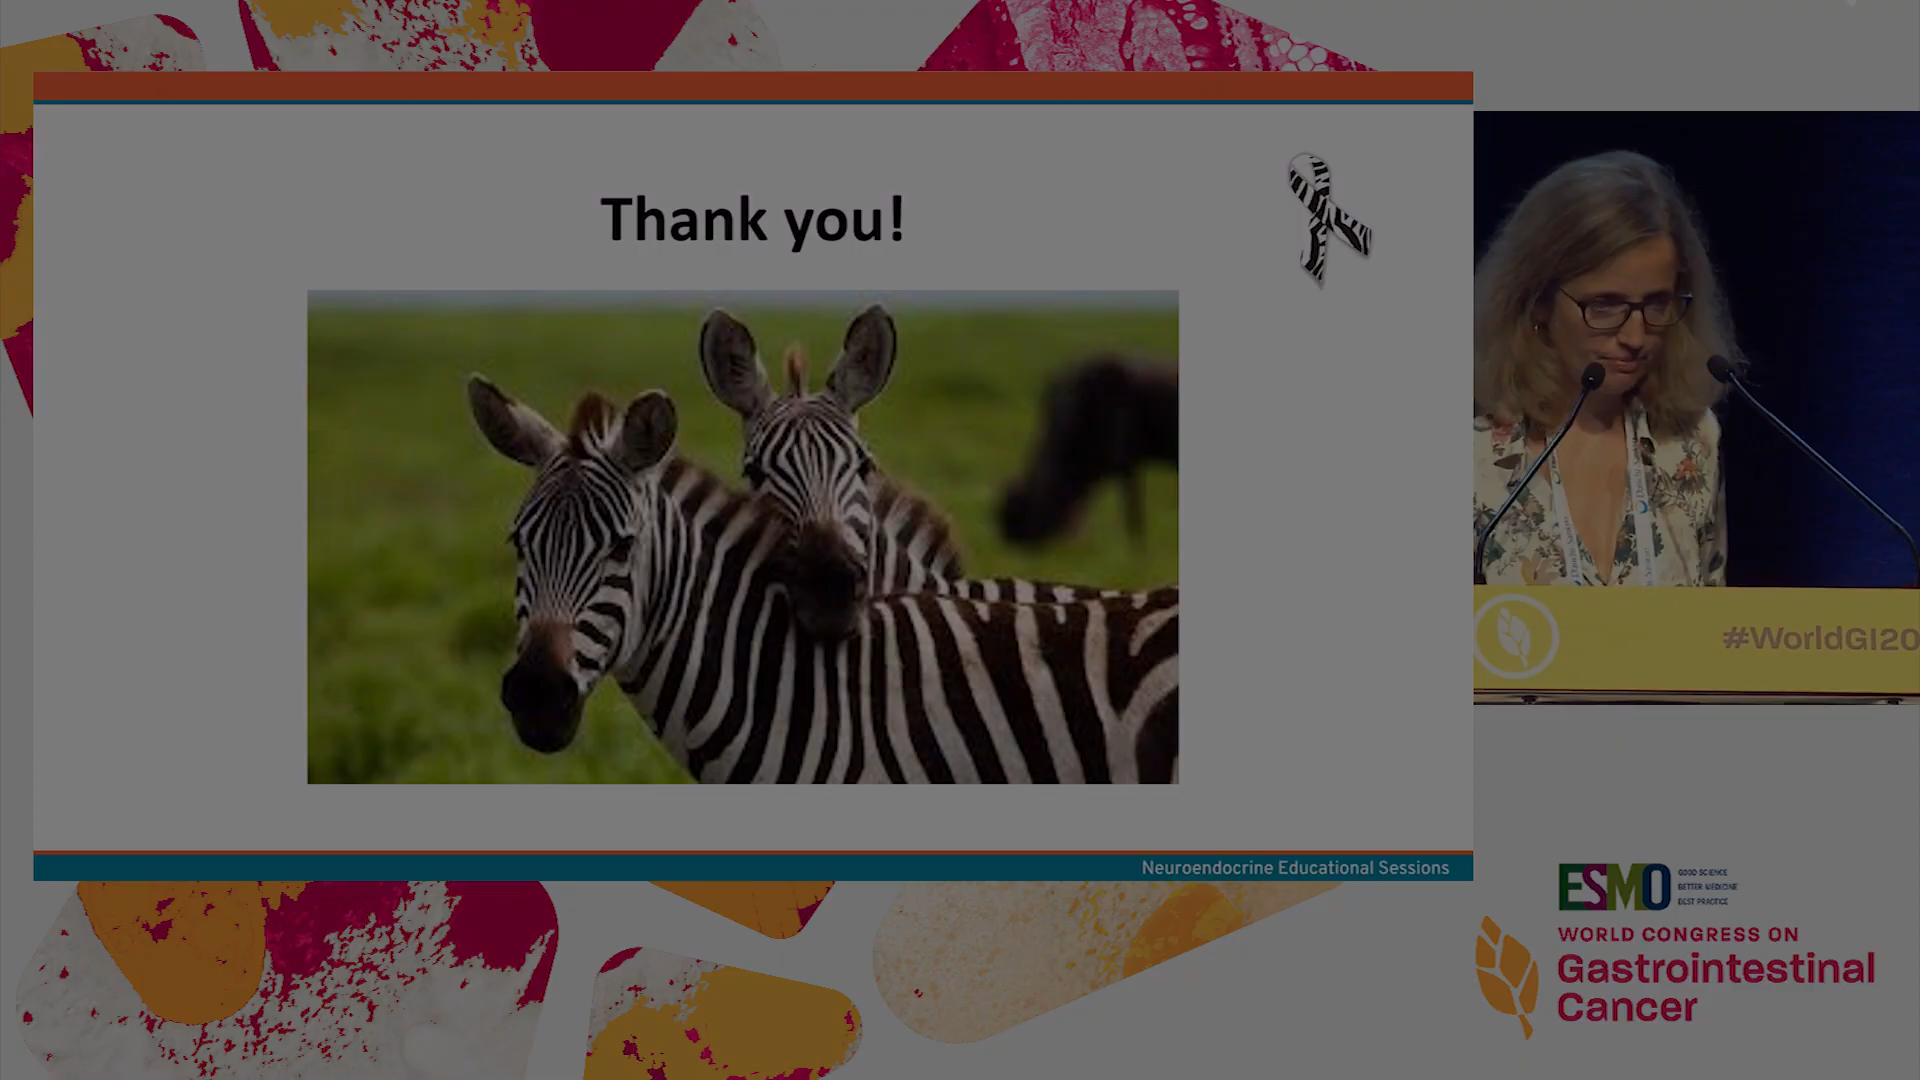 Thank you!
Neuroendocrine Educational Sessions
#WorldGI20
ESMO
GOOD SCIENCE
BETTER MEDICINE
BEST PRACTICE
WORLD CONGRESS ON
Gastrointestinal
Cancer